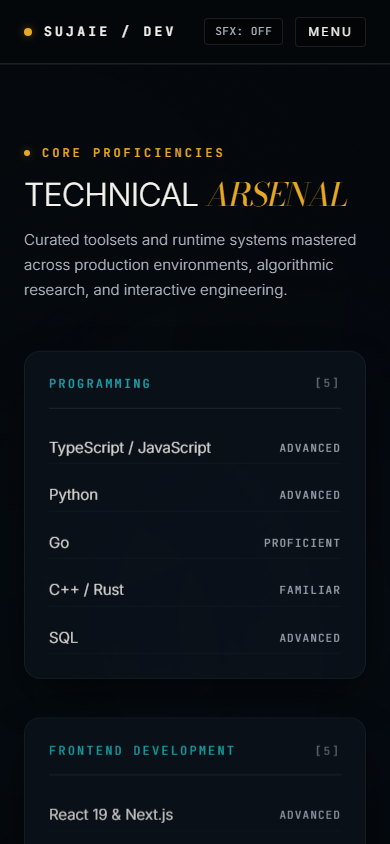 SUJAIE / DEV
SFX: OFF
MENU
CORE PROFICIENCIES
TECHNICAL ARSENAL
Curated toolsets and runtime systems mastered
across production environments, algorithmic
research, and interactive engineering.
PROGRAMMING [5]
TypeScript / JavaScript ADVANCED
Python ADVANCED
Go PROFICIENT
C++ / Rust FAMILIAR
SQL ADVANCED
FRONTEND DEVELOPMENT [5]
React 19 & Next.js ADVANCED